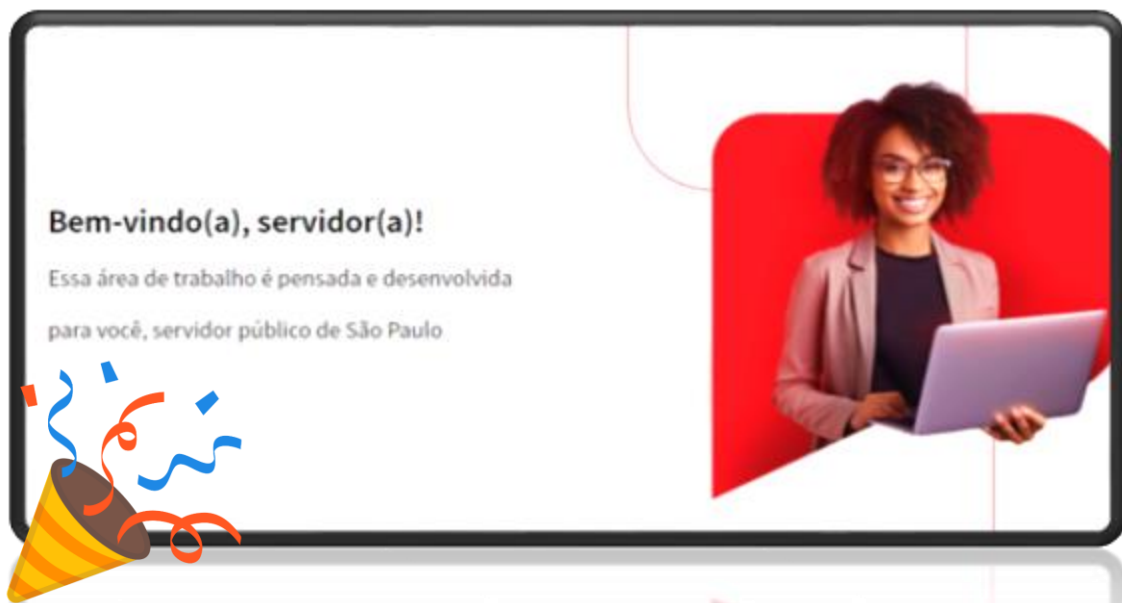 Bem-vindo(a), servidor(a)!
Essa área de trabalho é pensada e desenvolvida
para você, servidor público de São Paulo